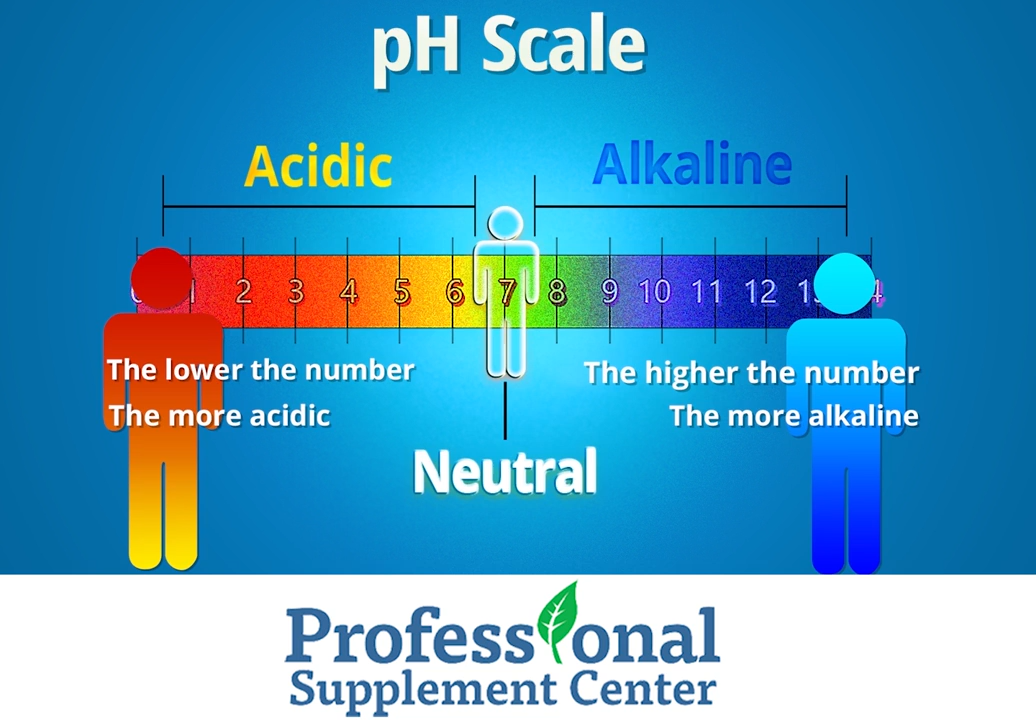 pH Scale
Acidic
Alkaline
2 3 4 5 6 7 8 9 10 11 12
The lower the number
The more acidic
The higher the number
The more alkaline
Neutral
Professional
Supplement Center